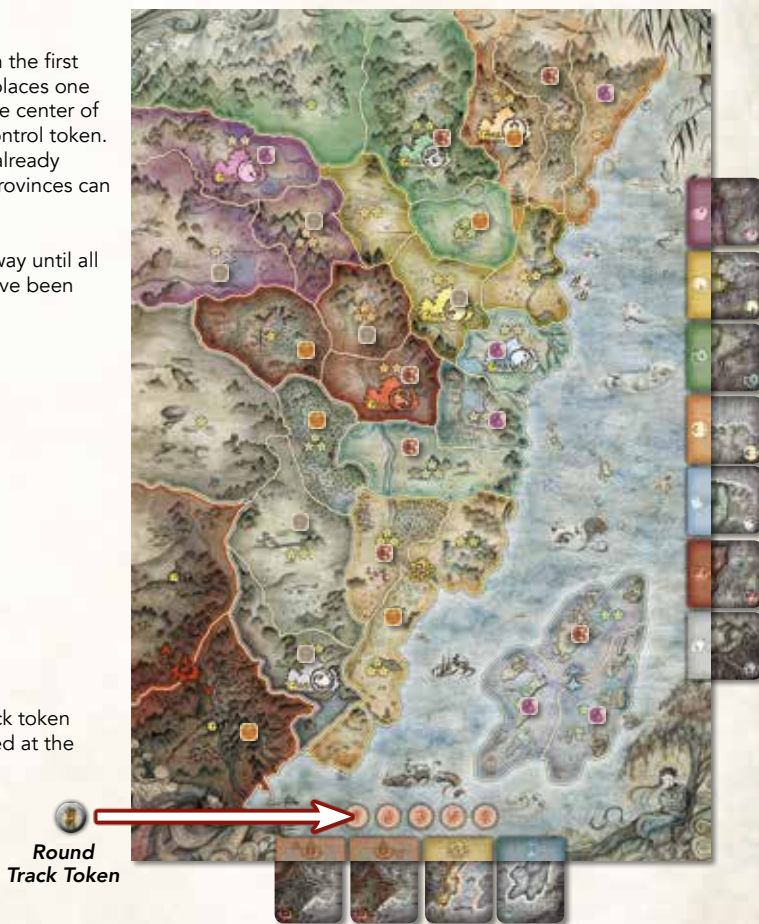 n the first
places one
e center of
ontrol token.
already
rovinces can
way until all
ve been
ck token
ed at the
Round
Track Token